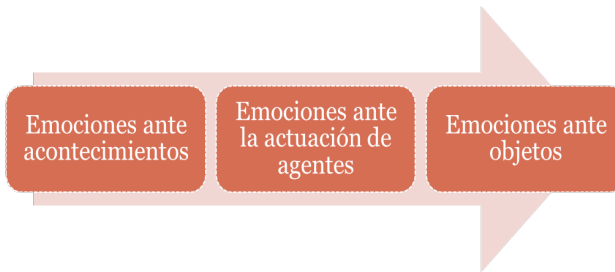 Emociones ante
acontecimientos
Emociones ante
la actuación de
agentes
Emociones ante
objetos